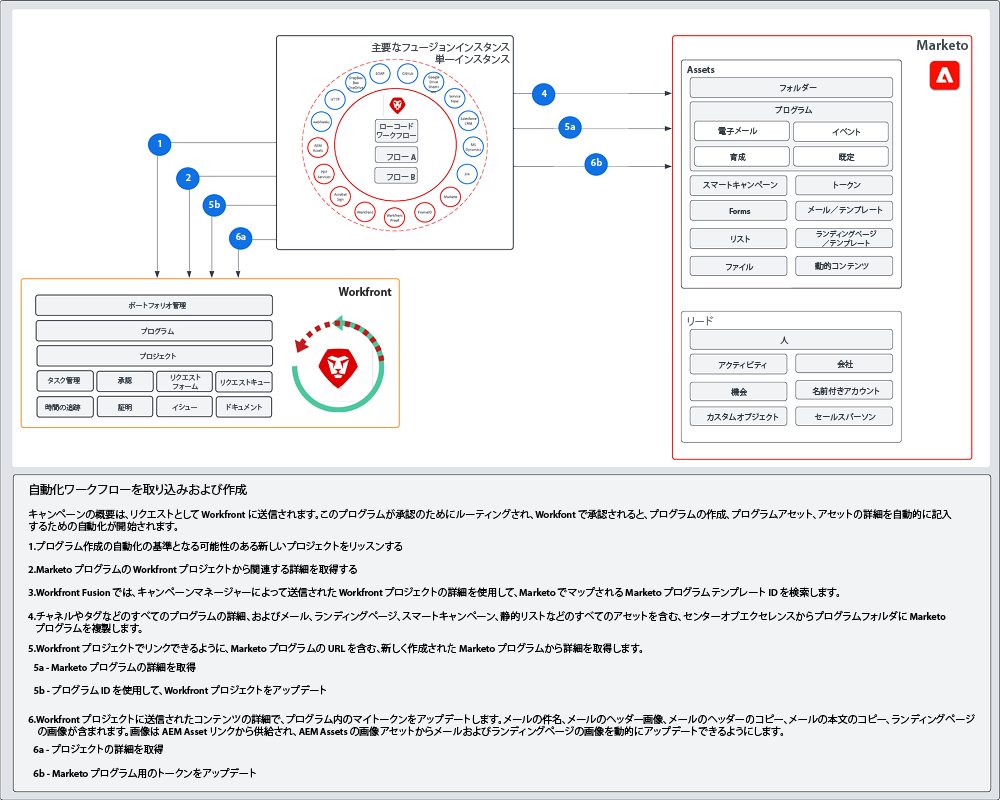 主要なフュージョンインスタンス
単一インスタンス
SOAP
GitHub
DropBox
Box
OneDrive
Google
Drive
Sheets
HTTP
Service
Now
webhooks
Salesforce
CRM
AEM
Assets
MS
Dynamics
PDF
Services
Jira
Acrobat
Sign
Marketo
Workfront
Workfront
Proof
Frame.IO
ローコード
ワークフロー
フロー A
フロー B
1
2
5b
6a
4
5a
6b
Marketo
Assets
フォルダー
プログラム
電子メール
イベント
育成
既定
スマートキャンペーン
トークン
Forms
メール／テンプレート
リスト
ランディングページ
／テンプレート
ファイル
動的コンテンツ
リード
人
アクティビティ
会社
機会
名前付きアカウント
カスタムオブジェクト
セールスパーソン
Workfront
ポートフォリオ管理
プログラム
プロジェクト
タスク管理
承認
リクエスト
フォーム
リクエストキュー
時間の追跡
証明
イシュー
ドキュメント
自動化ワークフローを取り込みおよび作成
キャンペーンの概要は、リクエストとして Workfront に送信されます。このプログラムが承認のためにルーティングされ、Workfont で承認されると、プログラムの作成、プログラムアセット、アセットの詳細を自動的に記入
するための自動化が開始されます。
1.プログラム作成の自動化の基準となる可能性のある新しいプロジェクトをリッスンする
2.Marketo プログラムの Workfront プロジェクトから関連する詳細を取得する
3.Workfront Fusion では、キャンペーンマネージャーによって送信された Workfront プロジェクトの詳細を使用して、Marketo でマップされる Marketo プログラムテンプレート ID を検索します。
4.チャネルやタグなどのすべてのプログラムの詳細、およびメール、ランディングページ、スマートキャンペーン、静的リストなどのすべてのアセットを含む、センターオブエクセレンスからプログラムフォルダに Marketo
プログラムを複製します。
5.Workfront プロジェクトでリンクできるように、Marketo プログラムの URL を含む、新しく作成された Marketo プログラムから詳細を取得します。
5a - Marketo プログラムの詳細を取得
5b - プログラム ID を使用して、Workfront プロジェクトをアップデート
6.Workfront プロジェクトに送信されたコンテンツの詳細で、プログラム内のマイトークンをアップデートします。メールの件名、メールのヘッダー画像、メールのヘッダーのコピー、メールの本文のコピー、ランディングページ
の画像が含まれます。画像は AEM Asset リンクから供給され、AEM Assets の画像アセットからメールおよびランディングページの画像を動的にアップデートできるようにします。
6a - プロジェクトの詳細を取得
6b - Marketo プログラム用のトークンをアップデート